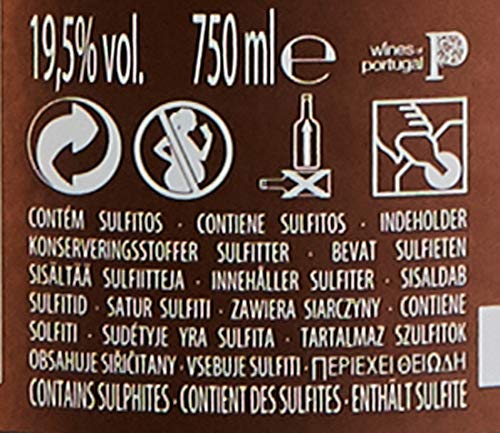 19,5% vol. 750 ml e wines of portugal P
CONTÉM SULFITOS · CONTIENE SULFITOS · INDEHOLDER
KONSERVERINGSSTOFFER SULFITTER · BEVAT SULFIETEN
SISÄLTÄÄ SULFIITTEJA · INNEHÅLLER SULFITER · SISALDAB
SULFITID · SATUR SULFITI · ZAWIERA SIARCZYNY · CONTIENE
SOLFITI · SUDĖTYJE YRA SULFITA · TARTALMAZ SZULFITOK
OBSAHUJE SIŘIČITANY · VSEBUJE SULFITI · ΠΕΡΙΕΧΕΙ ΘΕΙΩΔΗ
CONTAINS SULPHITES · CONTIENT DES SULFITES · ENTHÄLT SULFITE